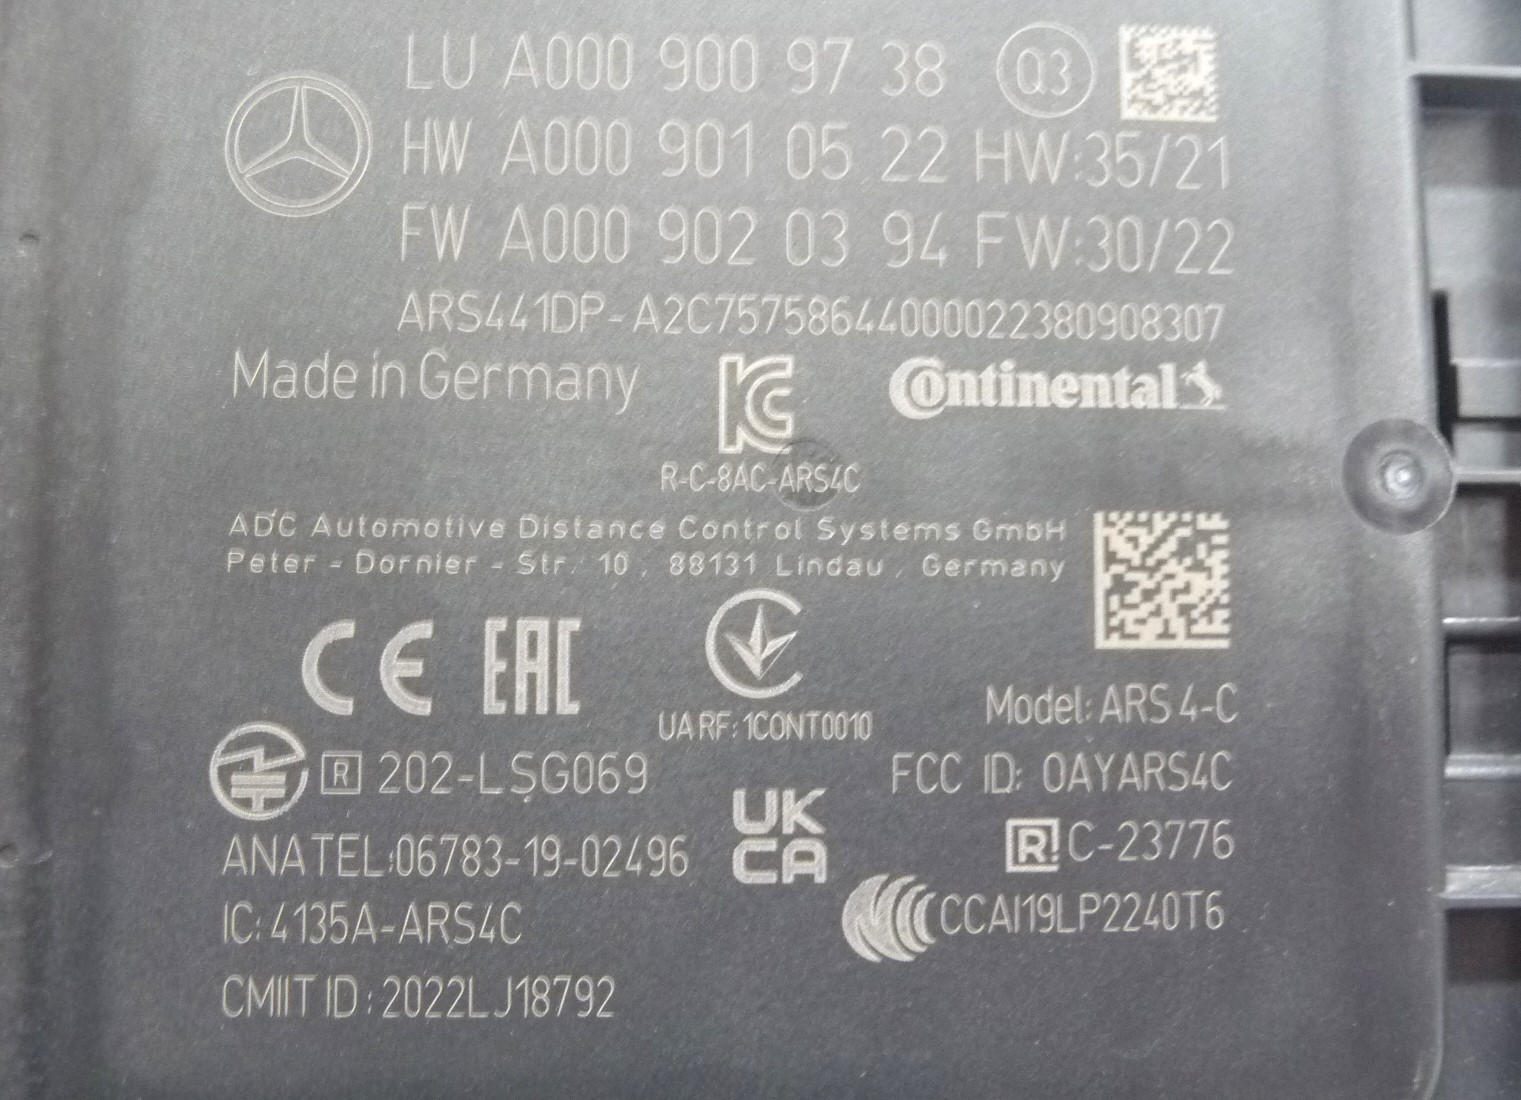 LU A000 900 97 38 Q3
HW A000 901 05 22 HW:35/21
FW A000 902 03 94 FW:30/22
ARS441DP-A2C75758644000022380908307
Made in Germany
Continental
R-C-8AC-ARS4C
ADC Automotive Distance Control Systems GmbH
Peter - Dornier - Str. 10 , 88131 Lindau , Germany
CE EAC
UA RF: 1CONT0010
Model: ARS 4-C
R 202-LSG069
FCC ID: OAYARS4C
UK
CA
R C-23776
ANATEL:06783-19-02496
CCAI19LP2240T6
IC: 4135A-ARS4C
CMIIT ID: 2022LJ18792